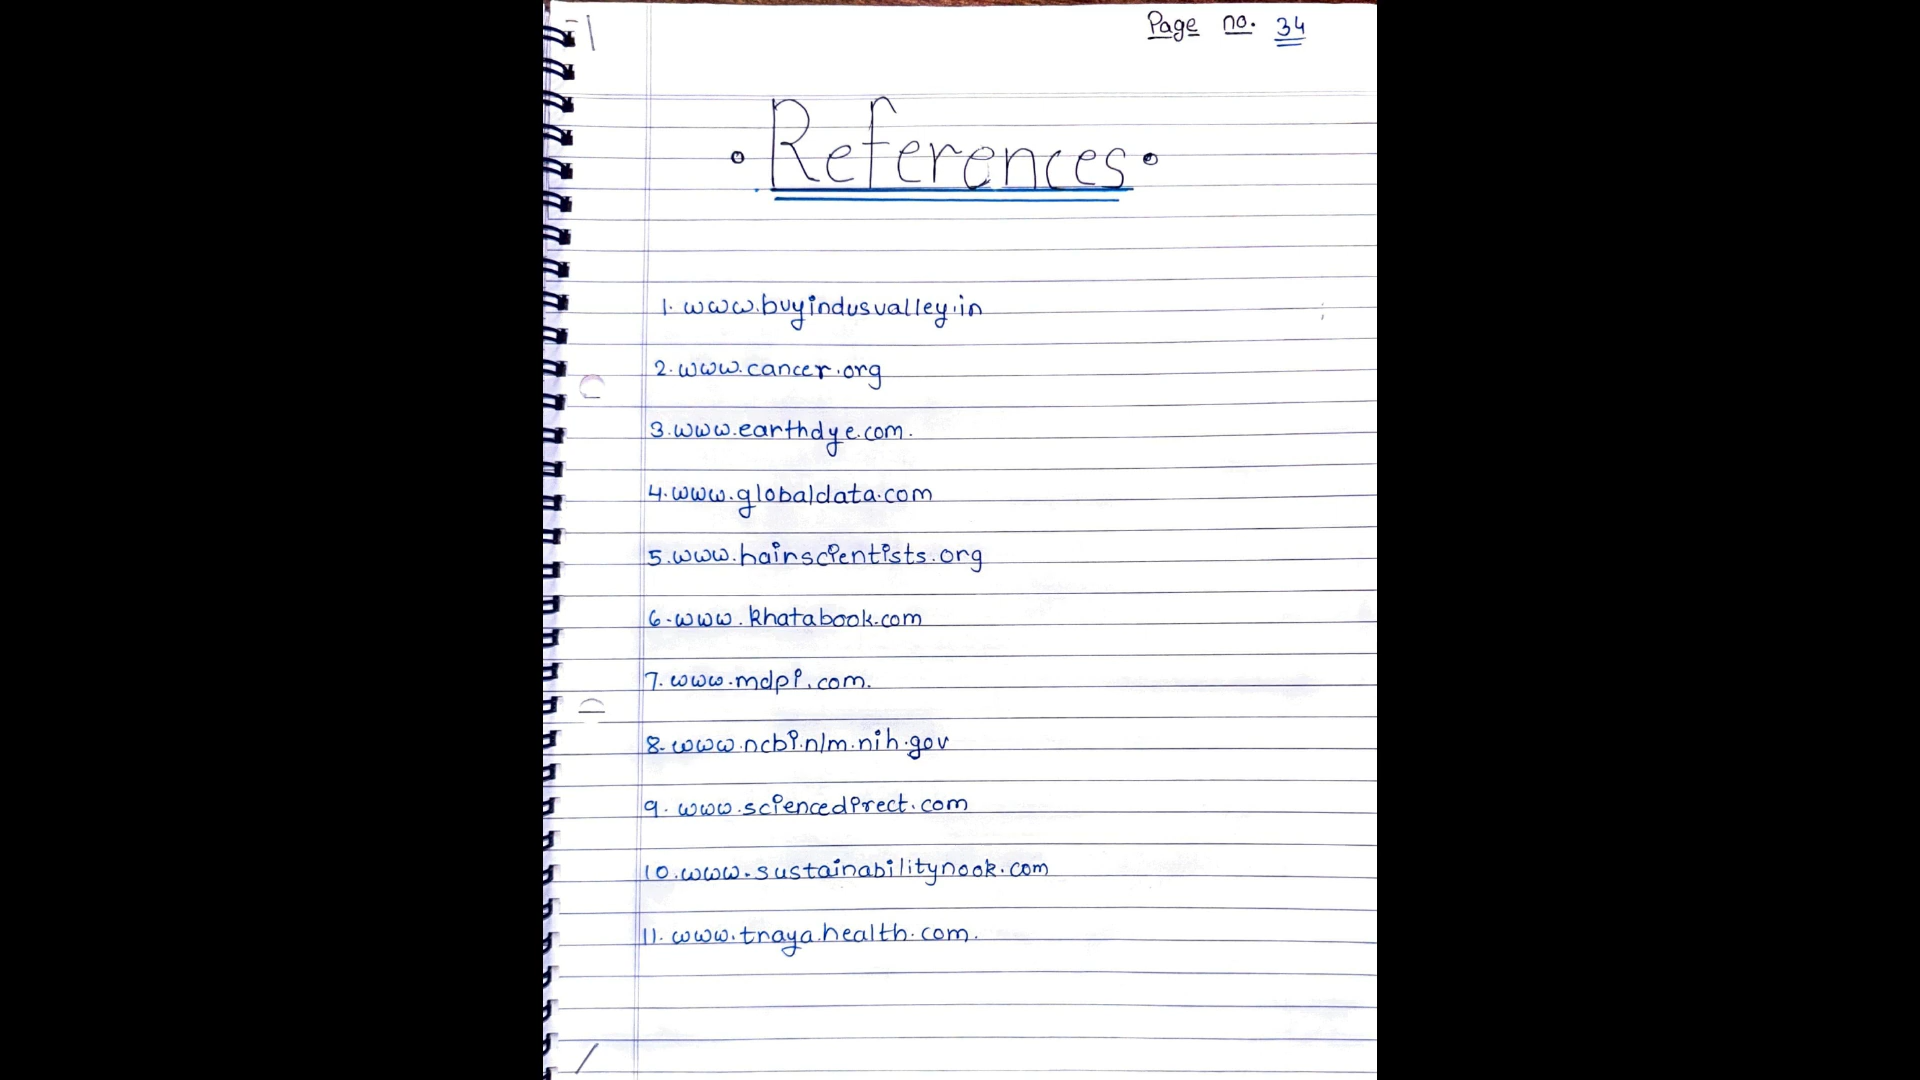 Page no. 34
• References •
1. www.buyindusvalley.in
2. www.cancer.org
3. www.earthdye.com.
4. www.globaldata.com
5. www.hairscientists.org
6. www.khatabook.com
7. www.mdpi.com.
8. www.ncbi.nlm.nih.gov
9. www.sciencedirect.com
10. www.sustainabilitynook.com
11. www.traya.health.com.